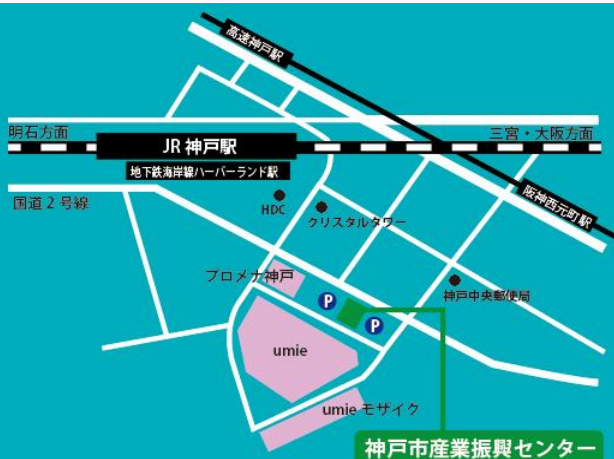 高速神戸駅
明石方面
JR 神戸駅
三宮・大阪方面
地下鉄海岸線ハーバーランド駅
国道2号線
HDC
クリスタルタワー
阪神西元町駅
プロメナ神戸
神戸中央郵便局
P
P
umie
umie モザイク
神戸市産業振興センター